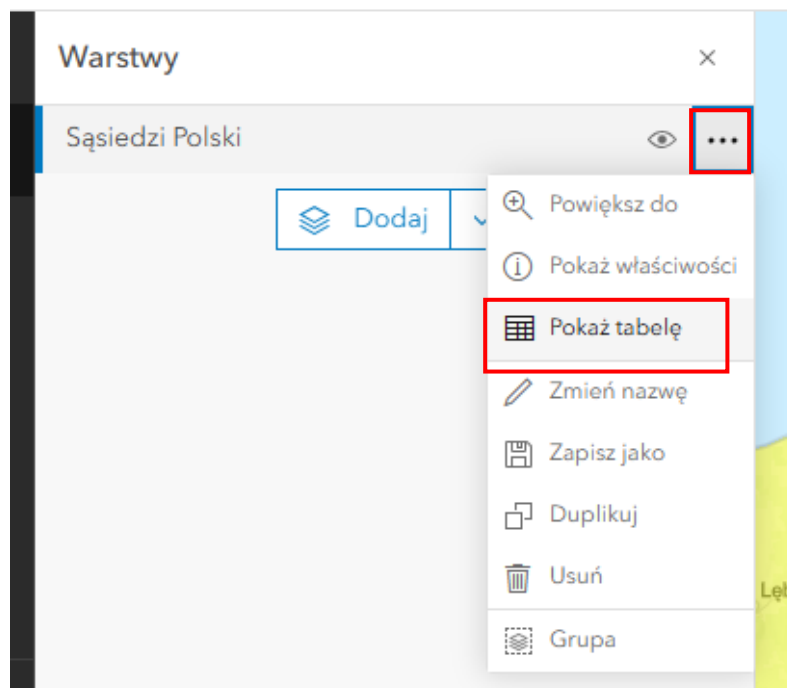 Warstwy
Sąsiedzi Polski
Dodaj
Powiększ do
Pokaż właściwości
Pokaż tabelę
Zmień nazwę
Zapisz jako
Duplikuj
Usuń
Grupa